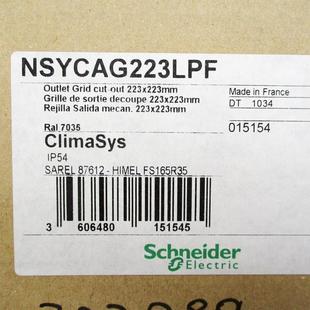 NSYCAG223LPF
Outlet Grid cut-out 223x223mm
Grille de sortie decoupe 223x223mm
Rejilla Salida mecan. 223x223mm
Made in France
DT 1034
015154
Ral 7035
ClimaSys
IP54
SAREL 87612 - HIMEL FS165R35
3 606480 151545
Schneider
Electric